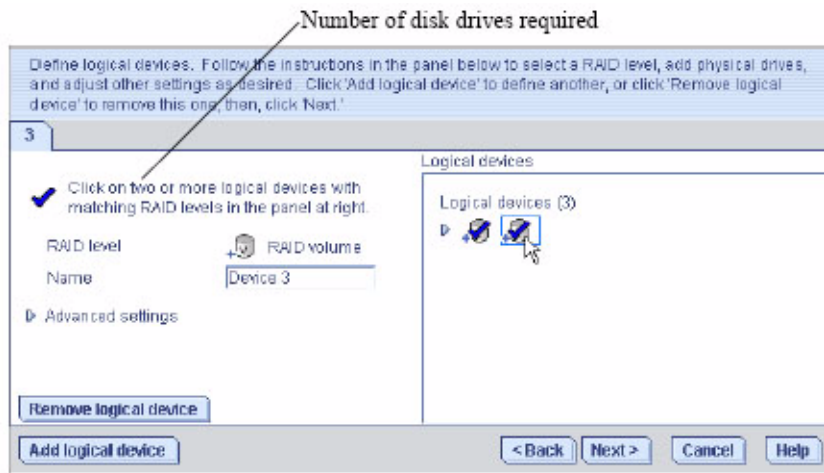 Number of disk drives required
Define logical devices. Follow the instructions in the panel below to select a RAID level, add physical drives,
and adjust other settings as desired. Click 'Add logical device' to define another, or click 'Remove logical
device' to remove this one, then, click 'Next.'
3
Click on two or more logical devices with
matching RAID levels in the panel at right.
RAID level
RAID volume
Name
Device 3
Advanced settings
Remove logical device
Logical devices
Logical devices (3)
Add logical device
< Back
Next >
Cancel
Help